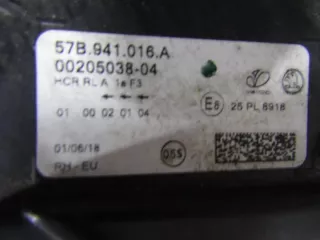 57B.941.016.A
00205038-04
HCR RL A 1a F3
E8 26 PL 8918
01 00 02 01 04
01/06/18
055
RH-EU